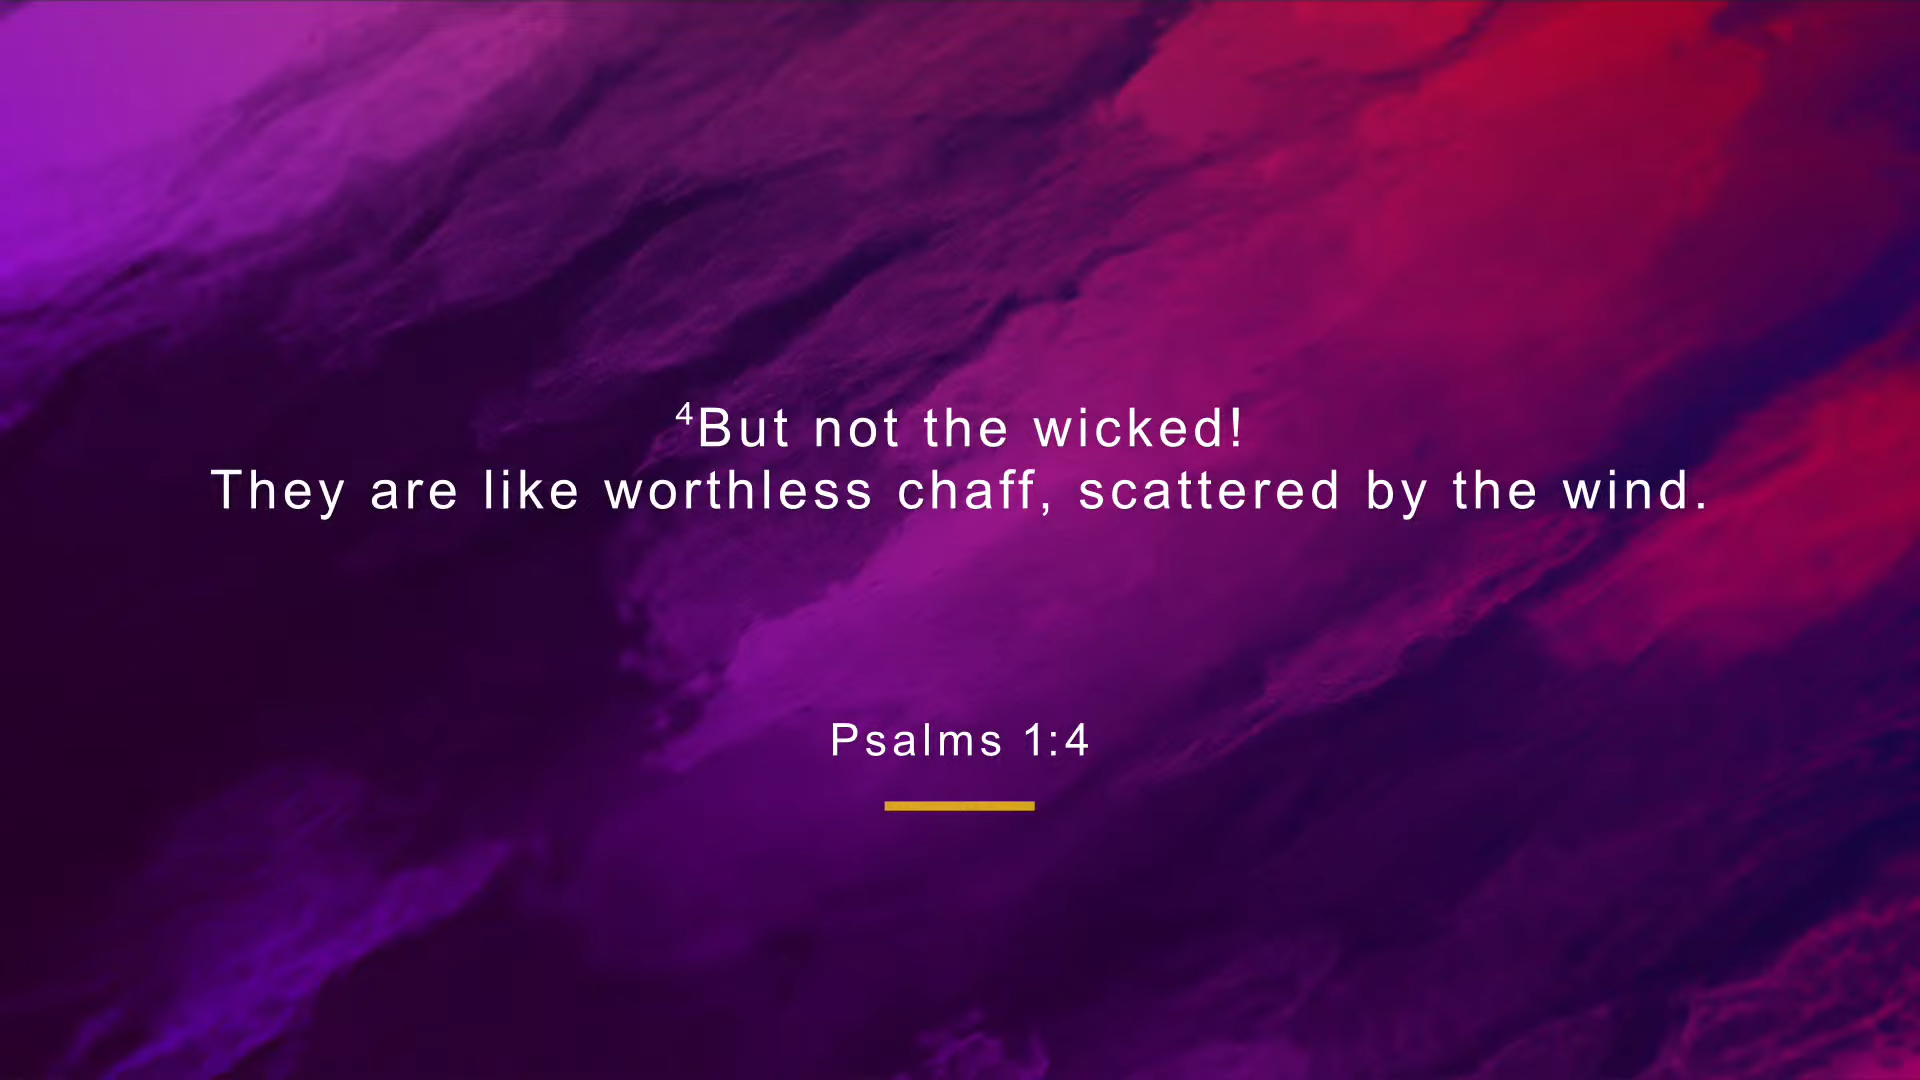 ⁴But not the wicked!
They are like worthless chaff, scattered by the wind.
Psalms 1:4